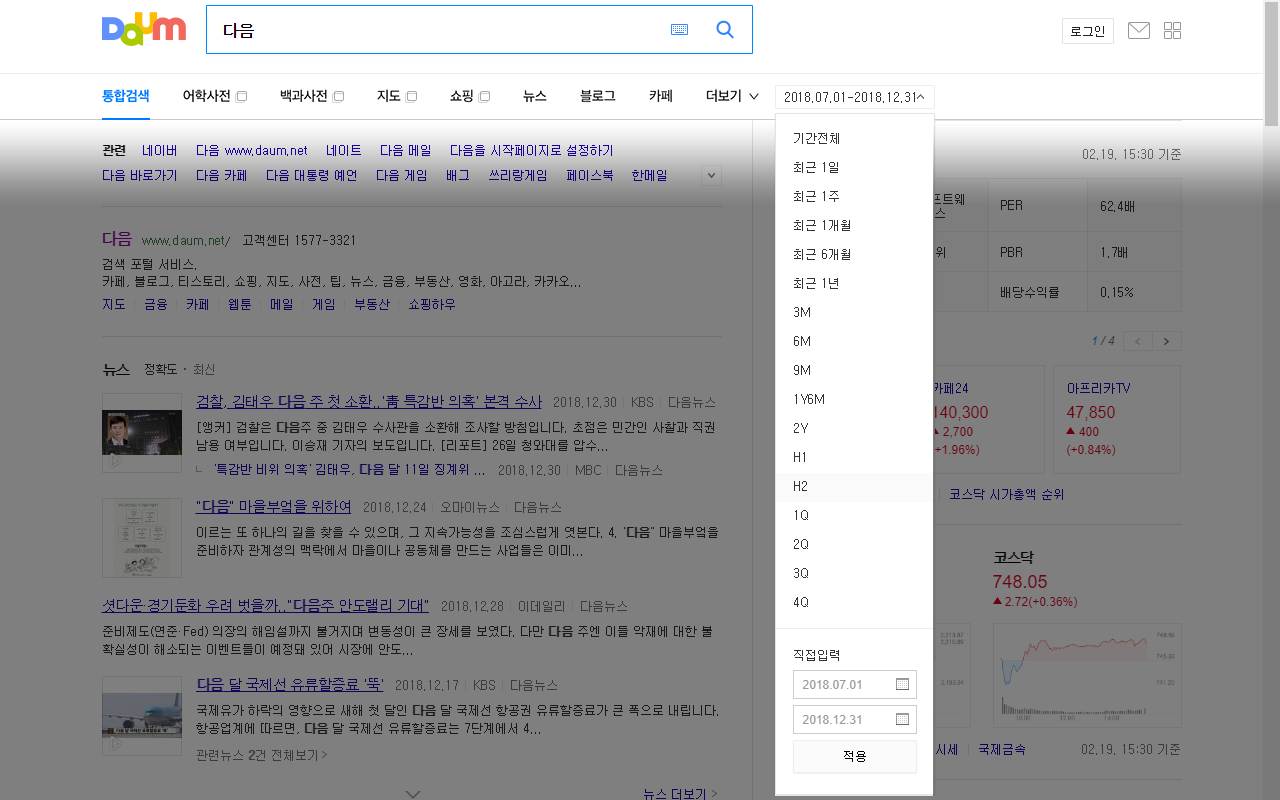 Daum
다음
로그인
통합검색 어학사전 백과사전 지도 쇼핑 뉴스 블로그 카페 더보기 2018.07.01-2018.12.31
관련 네이버 다음 www.daum.net 네이트 다음 메일 다음을 시작페이지로 설정하기
다음 바로가기 다음 카페 다음 대통령 예언 다음 게임 배그 쓰리랑게임 페이스북 한메일
다음 www.daum.net/ 고객센터 1577-3321
검색 포털 서비스.
카페, 블로그, 티스토리, 쇼핑, 지도, 사전, 팁, 뉴스, 금융, 부동산, 영화, 아고라, 카카오...
지도 금융 카페 웹툰 메일 게임 부동산 쇼핑하우
뉴스 정확도 · 최신
검찰, 김태우 다음 주 첫 소환..'靑 특감반 의혹' 본격 수사 2018.12.30 KBS 다음뉴스
[앵커] 검찰은 다음주 중 김태우 수사관을 소환해 조사할 방침입니다. 초점은 민간인 사찰과 직권
남용 여부입니다. 이승재 기자의 보도입니다. [리포트] 26일 청와대를 압수...
'특감반 비위 의혹' 김태우, 다음 달 11일 징계위 ... 2018.12.30 MBC 다음뉴스
"다음" 마을부엌을 위하여 2018.12.24 오마이뉴스 다음뉴스
이르는 또 하나의 길을 찾을 수 있으며, 그 지속가능성을 조심스럽게 엿본다. 4. '다음" 마을부엌을
준비하자 관계성의 맥락에서 마을이나 공동체를 만드는 사업들은 이미...
셧다운·경기둔화 우려 벗을까.."다음주 안도랠리 기대" 2018.12.28 이데일리 다음뉴스
준비제도(연준·Fed) 의장의 해임설까지 불거지며 변동성이 큰 장세를 보였다. 다만 다음 주엔 이들 악재에 대한 불
확실성이 해소되는 이벤트들이 예정돼 있어 시장에 안도...
다음 달 국제선 유류할증료 '뚝' 2018.12.17 KBS 다음뉴스
국제유가 하락의 영향으로 새해 첫 달인 다음 달 국제선 항공권 유류할증료가 큰 폭으로 내립니다.
항공업계에 따르면, 다음 달 국제선 유류할증료는 7단계에서 4...
관련뉴스 2건 전체보기 >
뉴스 더보기 >
기간전체
최근 1일
최근 1주
최근 1개월
최근 6개월
최근 1년
3M
6M
9M
1Y6M
2Y
H1
H2
1Q
2Q
3Q
4Q
직접입력
2018.07.01
2018.12.31
적용
02.19. 15:30 기준
PER 62.4배
PBR 1.7배
배당수익률 0.15%
1 / 4
카페24
140,300
2,700
+1.96%)
아프리카TV
47,850
400
(+0.84%)
코스닥 시가총액 순위
코스닥
748.05
2.72(+0.36%)
10:00 12:00 14:00
시세 국제금속 02.19. 15:30 기준